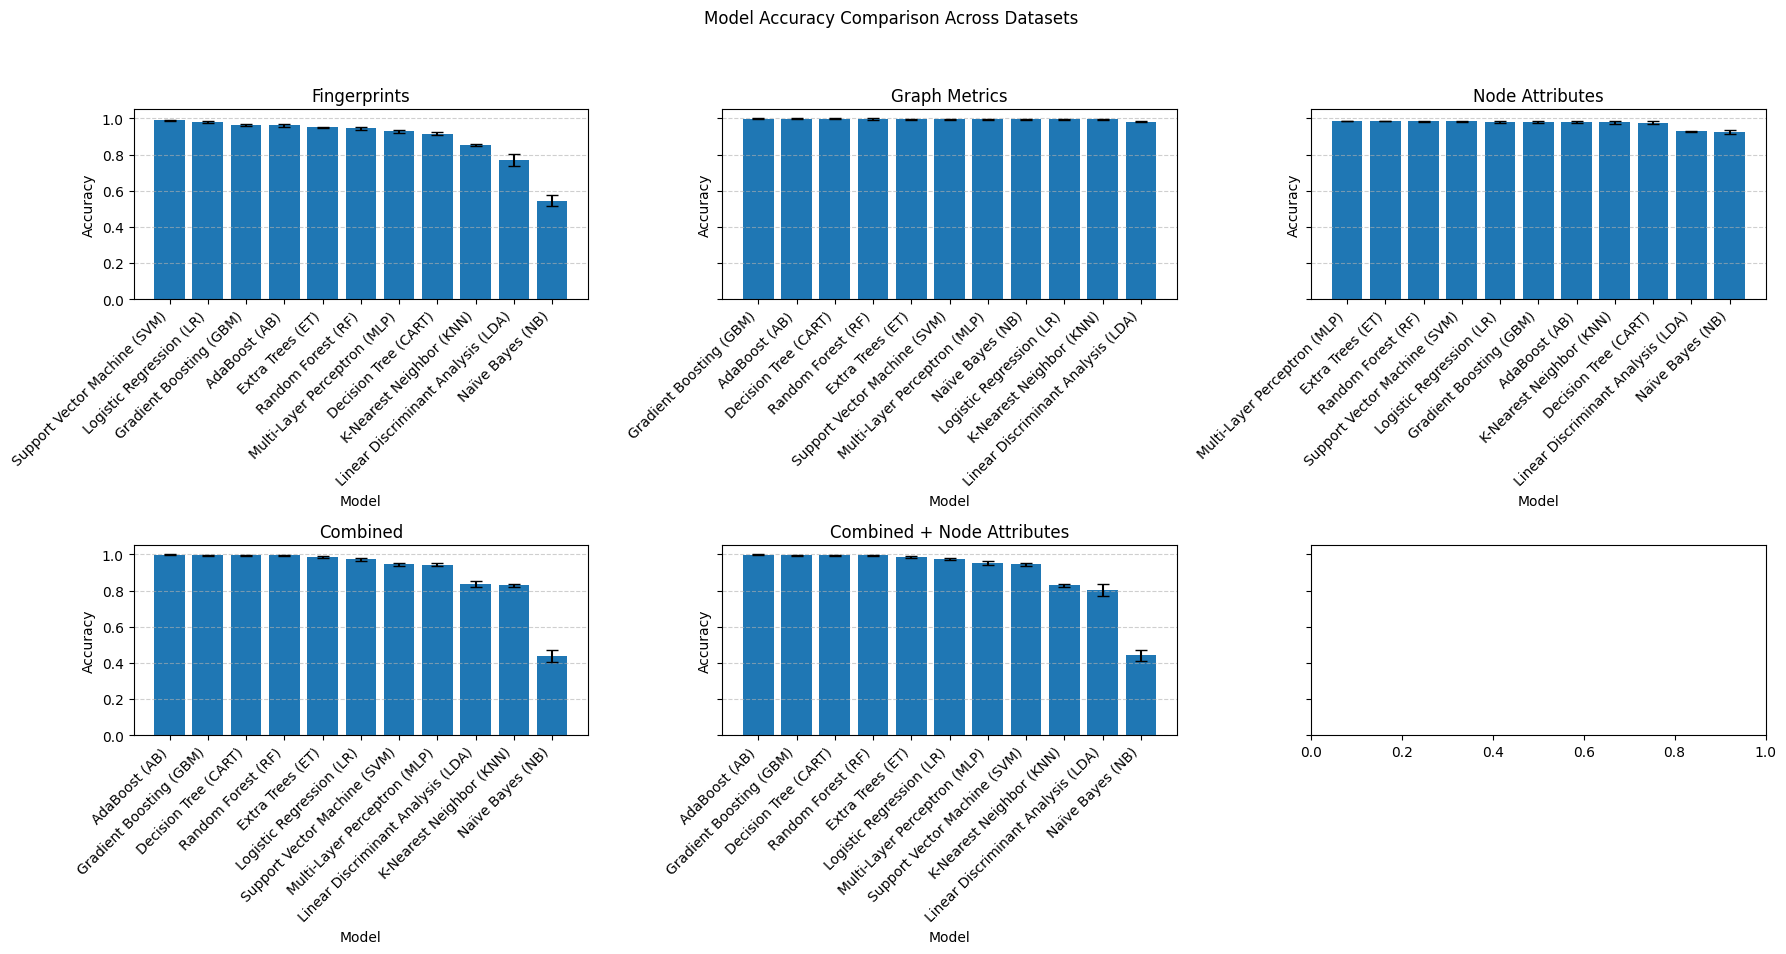 Model Accuracy Comparison Across Datasets
Fingerprints
Accuracy
1.0
0.8
0.6
0.4
0.2
0.0
Support Vector Machine (SVM)
Logistic Regression (LR)
Gradient Boosting (GBM)
AdaBoost (AB)
Extra Trees (ET)
Random Forest (RF)
Multi-Layer Perceptron (MLP)
Decision Tree (CART)
K-Nearest Neighbor (KNN)
Linear Discriminant Analysis (LDA)
Naïve Bayes (NB)
Model
Graph Metrics
Accuracy
Gradient Boosting (GBM)
AdaBoost (AB)
Decision Tree (CART)
Random Forest (RF)
Extra Trees (ET)
Support Vector Machine (SVM)
Multi-Layer Perceptron (MLP)
Naïve Bayes (NB)
Logistic Regression (LR)
K-Nearest Neighbor (KNN)
Linear Discriminant Analysis (LDA)
Model
Node Attributes
Accuracy
Multi-Layer Perceptron (MLP)
Extra Trees (ET)
Random Forest (RF)
Support Vector Machine (SVM)
Logistic Regression (LR)
Gradient Boosting (GBM)
AdaBoost (AB)
K-Nearest Neighbor (KNN)
Decision Tree (CART)
Linear Discriminant Analysis (LDA)
Naïve Bayes (NB)
Model
Combined
Accuracy
1.0
0.8
0.6
0.4
0.2
0.0
AdaBoost (AB)
Gradient Boosting (GBM)
Decision Tree (CART)
Random Forest (RF)
Extra Trees (ET)
Logistic Regression (LR)
Support Vector Machine (SVM)
Multi-Layer Perceptron (MLP)
Linear Discriminant Analysis (LDA)
K-Nearest Neighbor (KNN)
Naïve Bayes (NB)
Model
Combined + Node Attributes
Accuracy
AdaBoost (AB)
Gradient Boosting (GBM)
Decision Tree (CART)
Random Forest (RF)
Extra Trees (ET)
Logistic Regression (LR)
Multi-Layer Perceptron (MLP)
Support Vector Machine (SVM)
K-Nearest Neighbor (KNN)
Linear Discriminant Analysis (LDA)
Naïve Bayes (NB)
Model
0.0 0.2 0.4 0.6 0.8 1.0